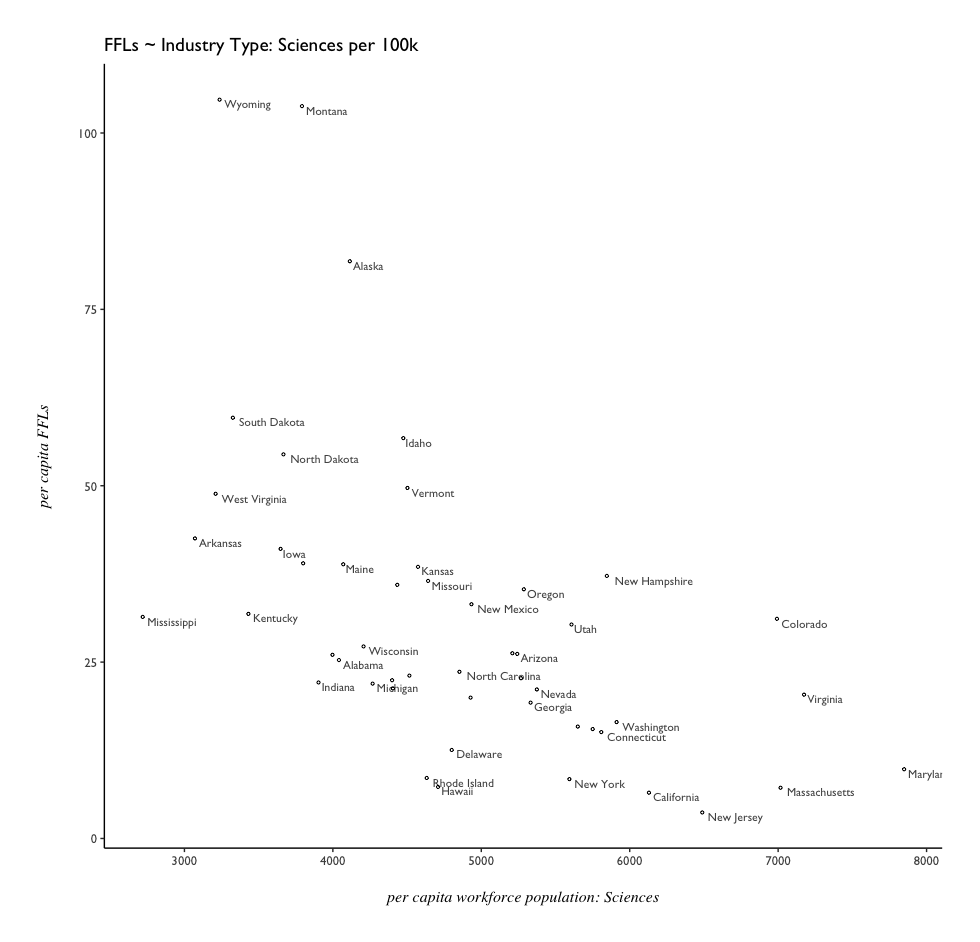 FFLs ~ Industry Type: Sciences per 100k
Wyoming
Montana
100
Alaska
75
South Dakota
Idaho
North Dakota
per capita FFLs
50
Vermont
West Virginia
Arkansas
Iowa
Maine
Kansas
New Hampshire
Missouri
Oregon
New Mexico
Kentucky
Mississippi
Colorado
Utah
Wisconsin
25
Arizona
Alabama
North Carolina
Indiana
Michigan
Nevada
Virginia
Georgia
Washington
Connecticut
Delaware
Marylan
Rhode Island
New York
Hawaii
Massachusetts
California
New Jersey
0
3000 4000 5000 6000 7000 8000
per capita workforce population: Sciences